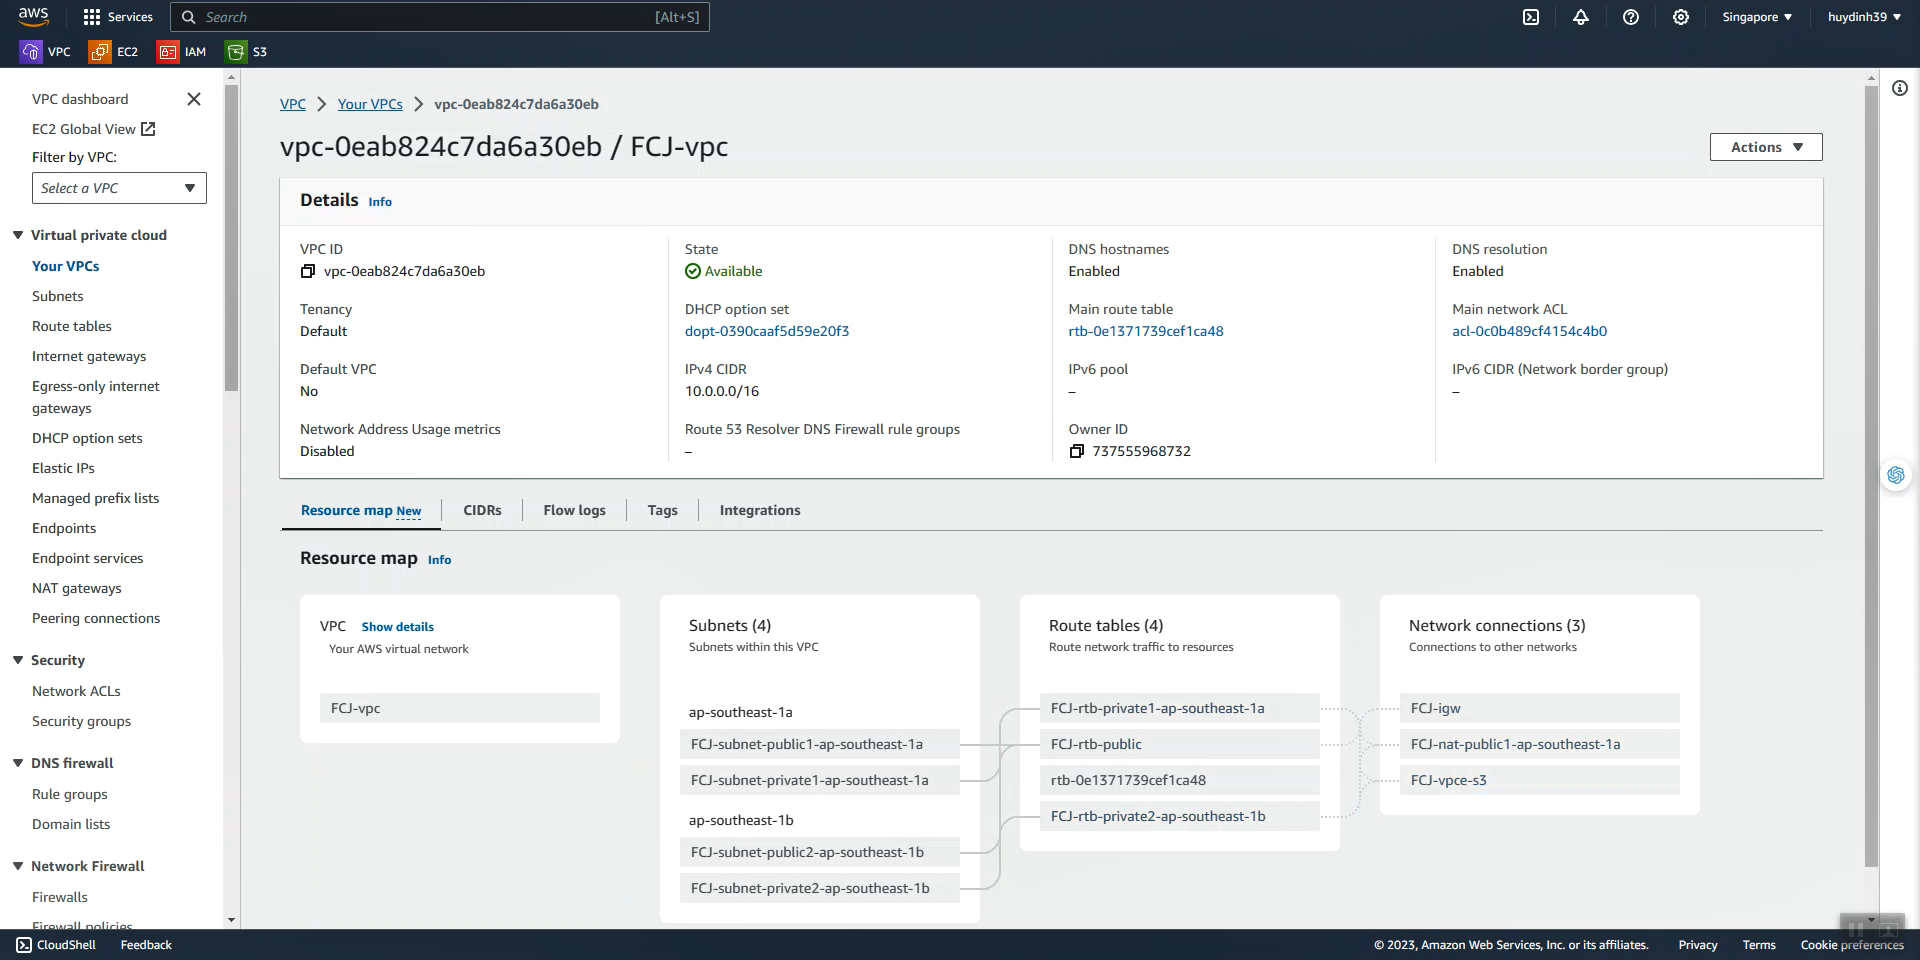 aws
Services
Search
[Alt+S]
Singapore
huydinh39
VPC
EC2
IAM
S3
VPC dashboard
EC2 Global View
Filter by VPC:
Select a VPC
Virtual private cloud
Your VPCs
Subnets
Route tables
Internet gateways
Egress-only internet
gateways
DHCP option sets
Elastic IPs
Managed prefix lists
Endpoints
Endpoint services
NAT gateways
Peering connections
Security
Network ACLs
Security groups
DNS firewall
Rule groups
Domain lists
Network Firewall
Firewalls
Firewall policies
VPC
Your VPCs
vpc-0eab824c7da6a30eb
vpc-0eab824c7da6a30eb / FCJ-vpc
Actions
Details Info
VPC ID
vpc-0eab824c7da6a30eb
State
Available
DNS hostnames
Enabled
DNS resolution
Enabled
Tenancy
Default
DHCP option set
dopt-0390caaf5d59e20f3
Main route table
rtb-0e1371739cef1ca48
Main network ACL
acl-0c0b489cf4154c4b0
Default VPC
No
IPv4 CIDR
10.0.0.0/16
IPv6 pool
–
IPv6 CIDR (Network border group)
–
Network Address Usage metrics
Disabled
Route 53 Resolver DNS Firewall rule groups
–
Owner ID
737555968732
Resource map New
CIDRs
Flow logs
Tags
Integrations
Resource map Info
VPC Show details
Your AWS virtual network
FCJ-vpc
Subnets (4)
Subnets within this VPC
ap-southeast-1a
FCJ-subnet-public1-ap-southeast-1a
FCJ-subnet-private1-ap-southeast-1a
ap-southeast-1b
FCJ-subnet-public2-ap-southeast-1b
FCJ-subnet-private2-ap-southeast-1b
Route tables (4)
Route network traffic to resources
FCJ-rtb-private1-ap-southeast-1a
FCJ-rtb-public
rtb-0e1371739cef1ca48
FCJ-rtb-private2-ap-southeast-1b
Network connections (3)
Connections to other networks
FCJ-igw
FCJ-nat-public1-ap-southeast-1a
FCJ-vpce-s3
CloudShell
Feedback
© 2023, Amazon Web Services, Inc. or its affiliates.
Privacy
Terms
Cookie preferences